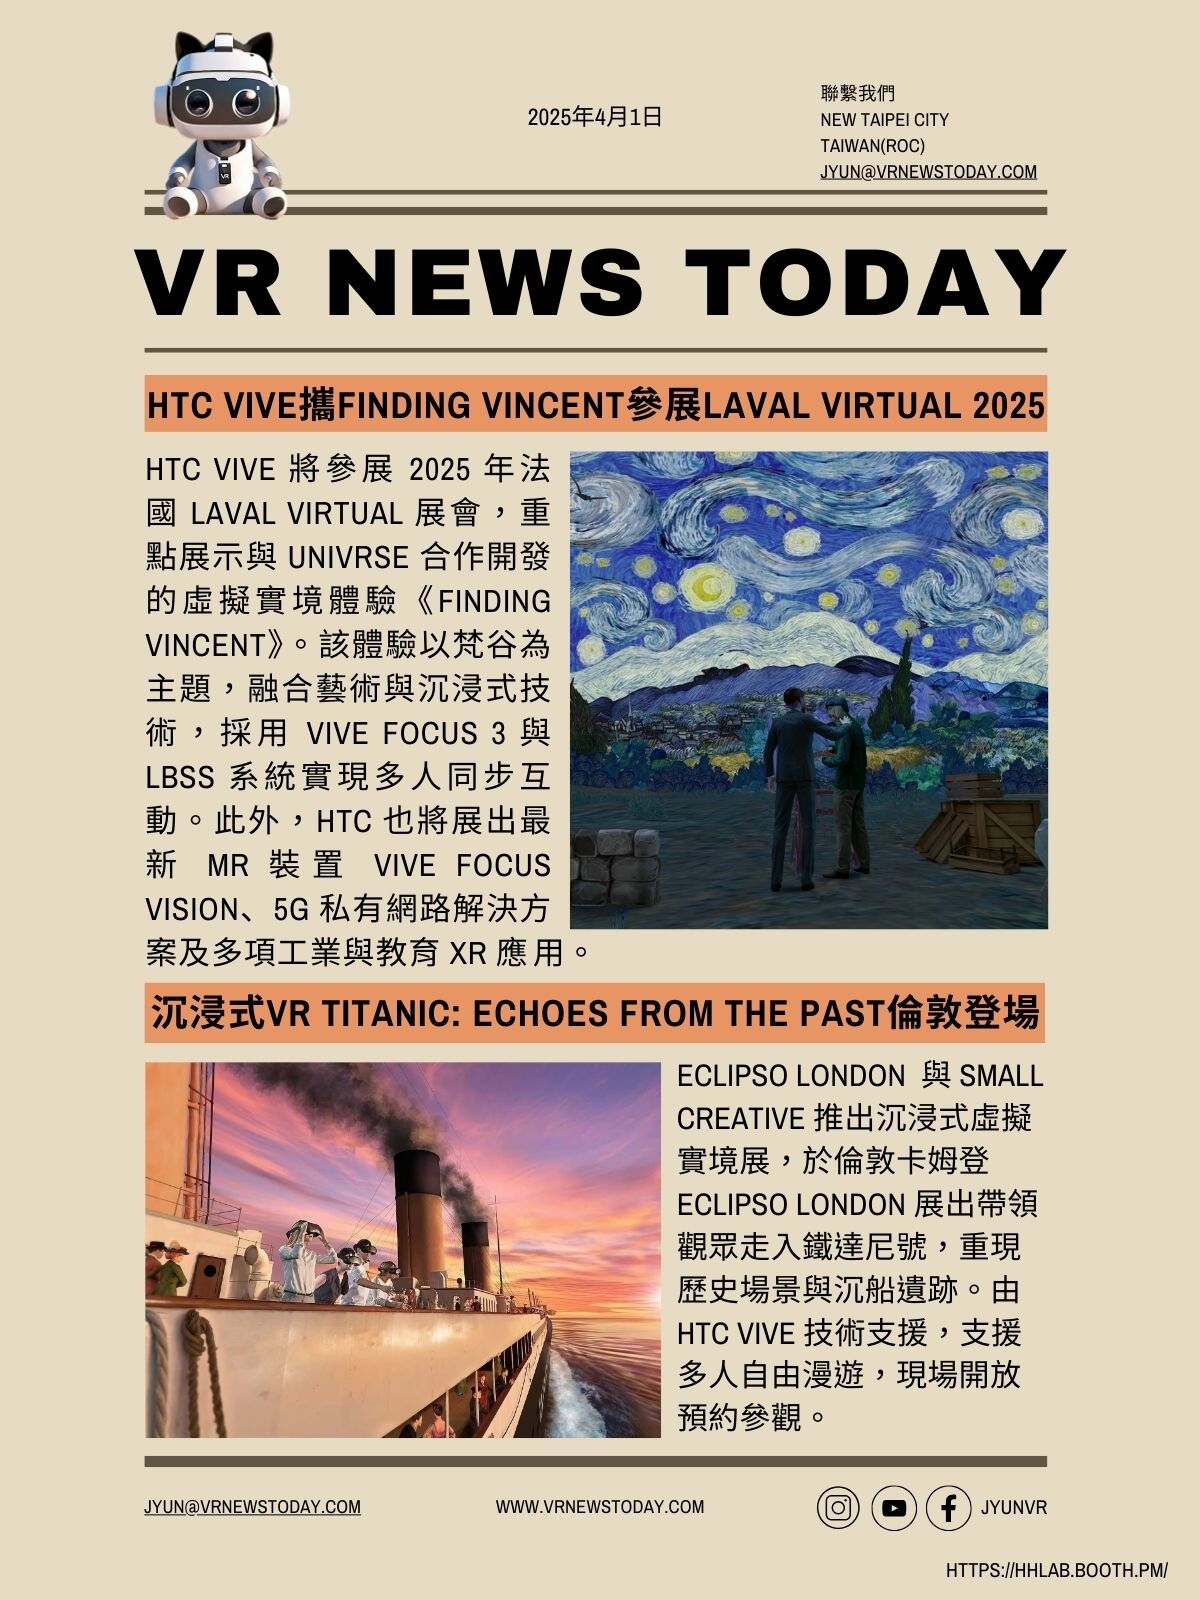 2025年4月1日
聯繫我們
NEW TAIPEI CITY
TAIWAN(ROC)
JYUN@VRNEWSTODAY.COM
VR
VR NEWS TODAY
HTC VIVE攜FINDING VINCENT參展LAVAL VIRTUAL 2025
HTC VIVE 將參展 2025 年法
國 LAVAL VIRTUAL 展會，重
點展示與 UNIVRSE 合作開發
的虛擬實境體驗《FINDING
VINCENT》。該體驗以梵谷為
主題，融合藝術與沉浸式技
術，採用 VIVE FOCUS 3 與
LBSS 系統實現多人同步互
動。此外，HTC 也將展出最
新 MR 裝置 VIVE FOCUS
VISION、5G 私有網路解決方
案及多項工業與教育 XR 應用。
沉浸式VR TITANIC: ECHOES FROM THE PAST倫敦登場
ECLIPSO LONDON 與 SMALL
CREATIVE 推出沉浸式虛擬
實境展，於倫敦卡姆登
ECLIPSO LONDON 展出帶領
觀眾走入鐵達尼號，重現
歷史場景與沉船遺跡。由
HTC VIVE 技術支援，支援
多人自由漫遊，現場開放
預約參觀。
JYUN@VRNEWSTODAY.COM
WWW.VRNEWSTODAY.COM
JYUNVR
HTTPS://HHLAB.BOOTH.PM/